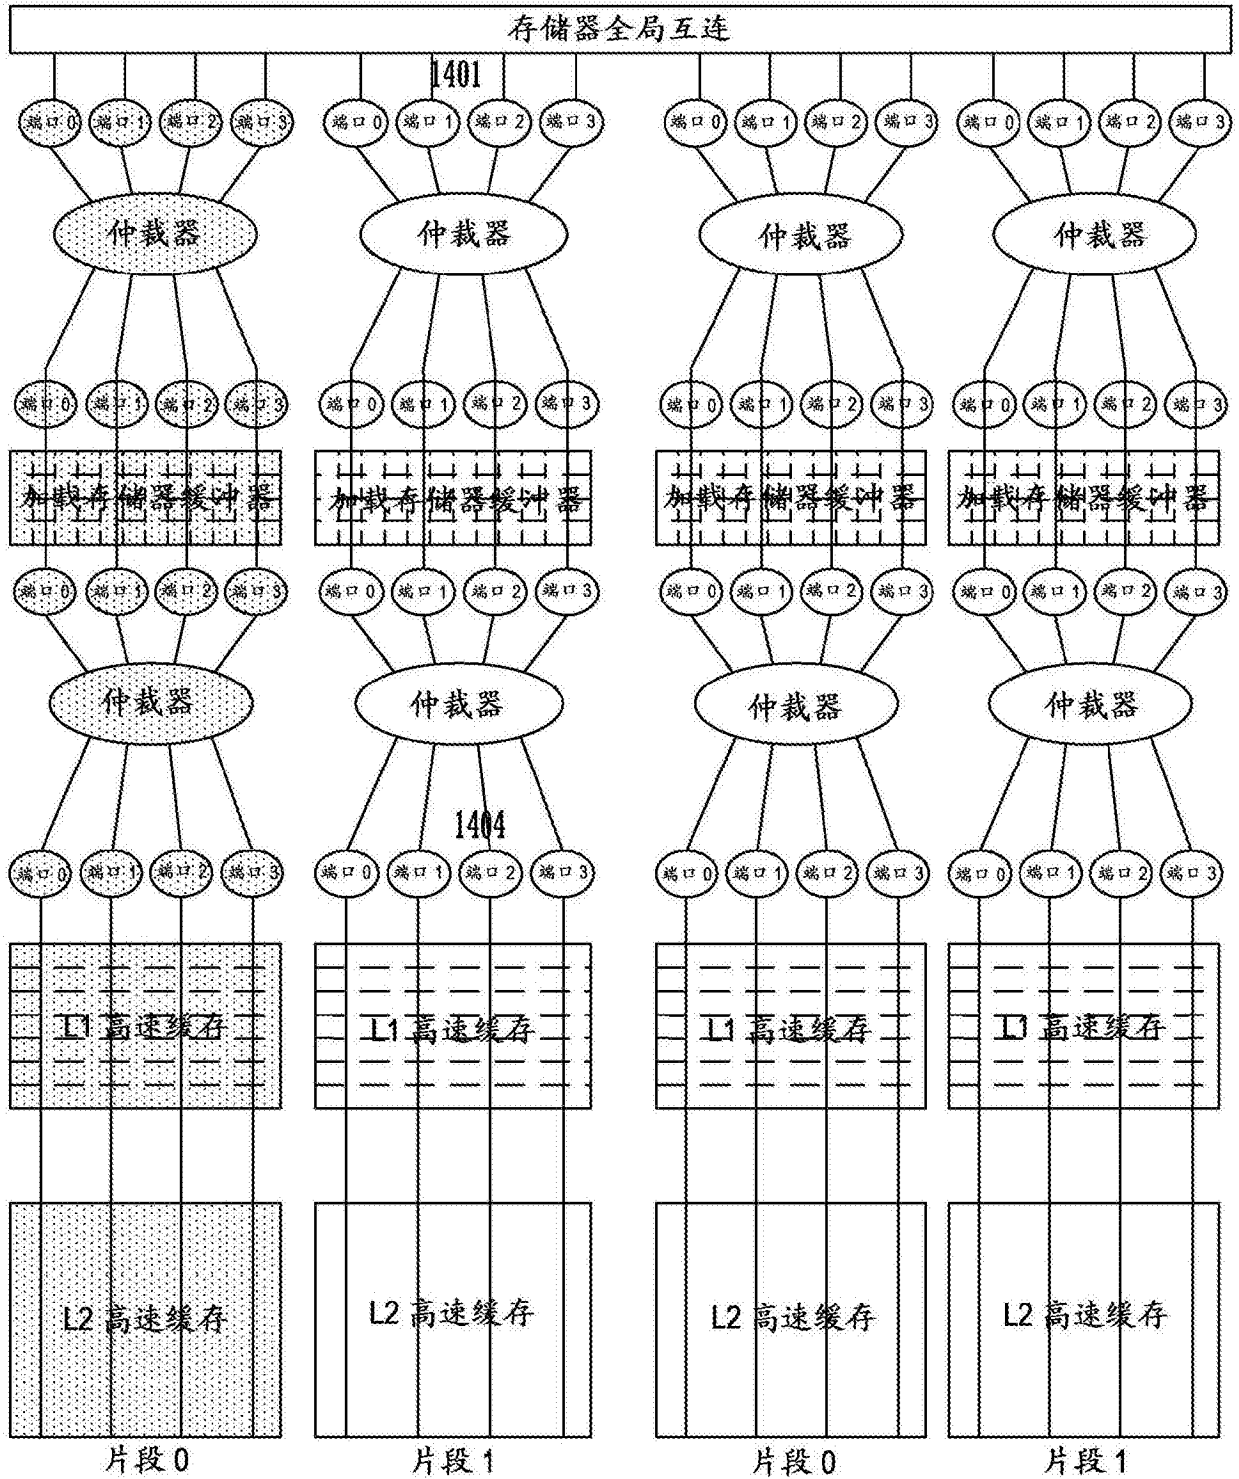 存储器全局互连
1401
端口 0 端口 1 端口 2 端口 3 端口 0 端口 1 端口 2 端口 3 端口 0 端口 1 端口 2 端口 3 端口 0 端口 1 端口 2 端口 3
仲裁器 仲裁器 仲裁器 仲裁器
端口 0 端口 1 端口 2 端口 3 端口 0 端口 1 端口 2 端口 3 端口 0 端口 1 端口 2 端口 3 端口 0 端口 1 端口 2 端口 3
加载存储器缓冲器 加载存储器缓冲器 加载存储器缓冲器 加载存储器缓冲器
端口 0 端口 1 端口 2 端口 3 端口 0 端口 1 端口 2 端口 3 端口 0 端口 1 端口 2 端口 3 端口 0 端口 1 端口 2 端口 3
仲裁器 仲裁器 仲裁器 仲裁器
1404
端口 0 端口 1 端口 2 端口 3 端口 0 端口 1 端口 2 端口 3 端口 0 端口 1 端口 2 端口 3 端口 0 端口 1 端口 2 端口 3
L1 高速缓存 L1 高速缓存 L1 高速缓存 L1 高速缓存
L2 高速缓存 L2 高速缓存 L2 高速缓存 L2 高速缓存
片段 0 片段 1 片段 0 片段 1